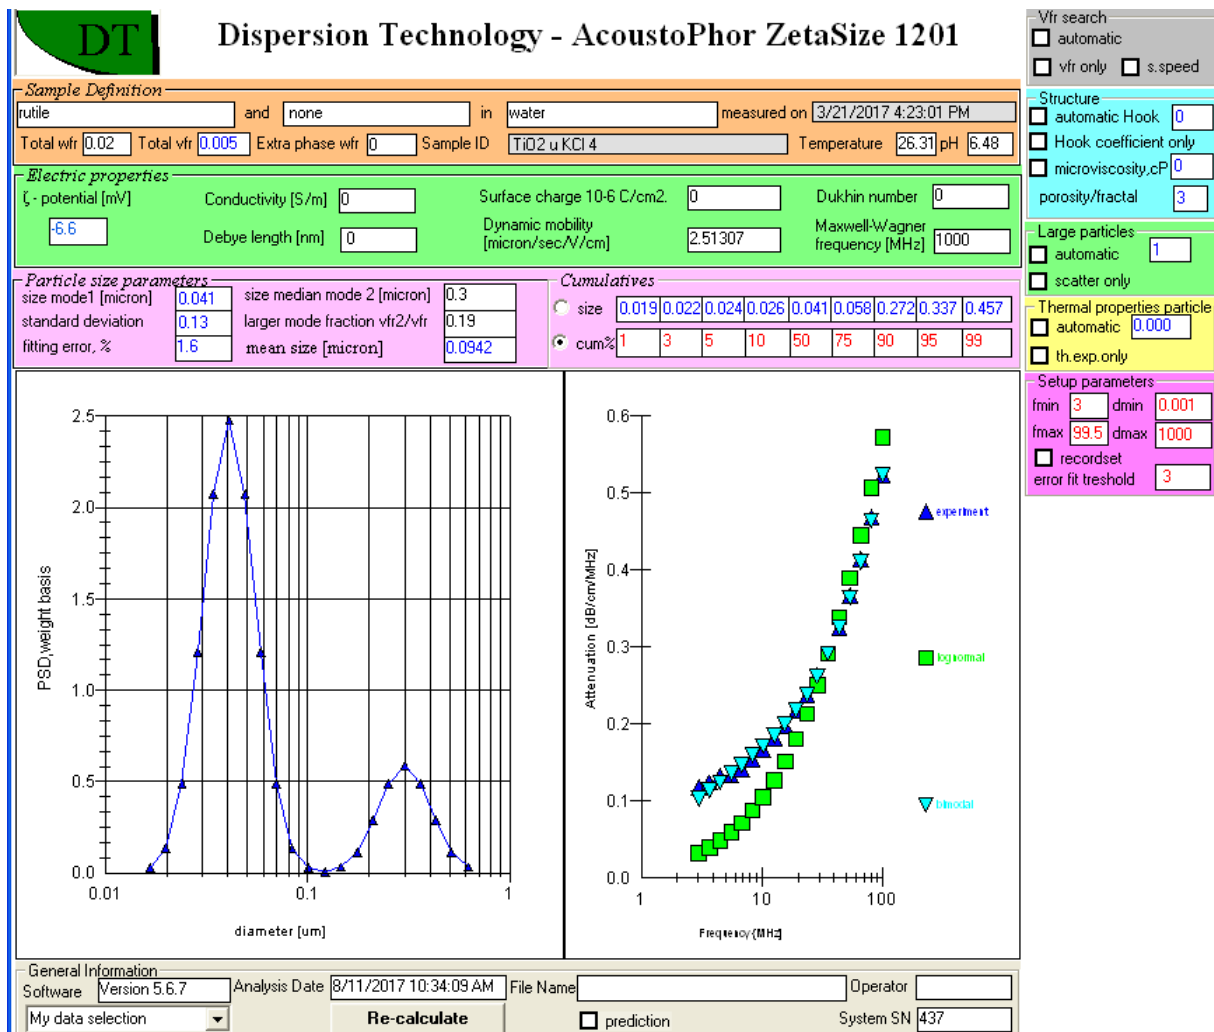 DT
Dispersion Technology - AcoustoPhor ZetaSize 1201
Sample Definition
rutile and none in water measured on 3/21/2017 4:23:01 PM
Total wfr 0.02 Total vfr 0.005 Extra phase wfr 0 Sample ID TiO2 u KCl 4 Temperature 26.31 pH 6.48
Electric properties
ζ - potential [mV] Conductivity [S/m] 0 Surface charge 10-6 C/cm2. 0 Dukhin number 0
-6.6 Debye length [nm] 0 Dynamic mobility [micron/sec/V/cm] 2.51307 Maxwell-Wagner frequency [MHz] 1000
Particle size parameters
size mode1 [micron] 0.041 size median mode 2 [micron] 0.3
standard deviation 0.13 larger mode fraction vfr2/vfr 0.19
fitting error, % 1.6 mean size [micron] 0.0942
Cumulatives
size 0.019 0.022 0.024 0.026 0.041 0.058 0.272 0.337 0.457
cum% 1 3 5 10 50 75 90 95 99
2.5
2.0
1.5
1.0
0.5
0.0
0.01 0.1 1
PSD,weight basis
diameter [um]
0.6
0.5
0.4
0.3
0.2
0.1
0.0
1 10 100
Attenuation [dB/cm/MHz]
Frequency [MHz]
experiment
lognormal
bimodal
Vfr search
automatic
vfr only s.speed
Structure
automatic Hook 0
Hook coefficient only
microviscosity,cP 0
porosity/fractal 3
Large particles
automatic 1
scatter only
Thermal properties particle
automatic 0.000
th.exp.only
Setup parameters
fmin 3 dmin 0.001
fmax 99.5 dmax 1000
recordset
error fit treshold 3
General Information
Software Version 5.6.7 Analysis Date 8/11/2017 10:34:09 AM File Name Operator
My data selection Re-calculate prediction System SN 437